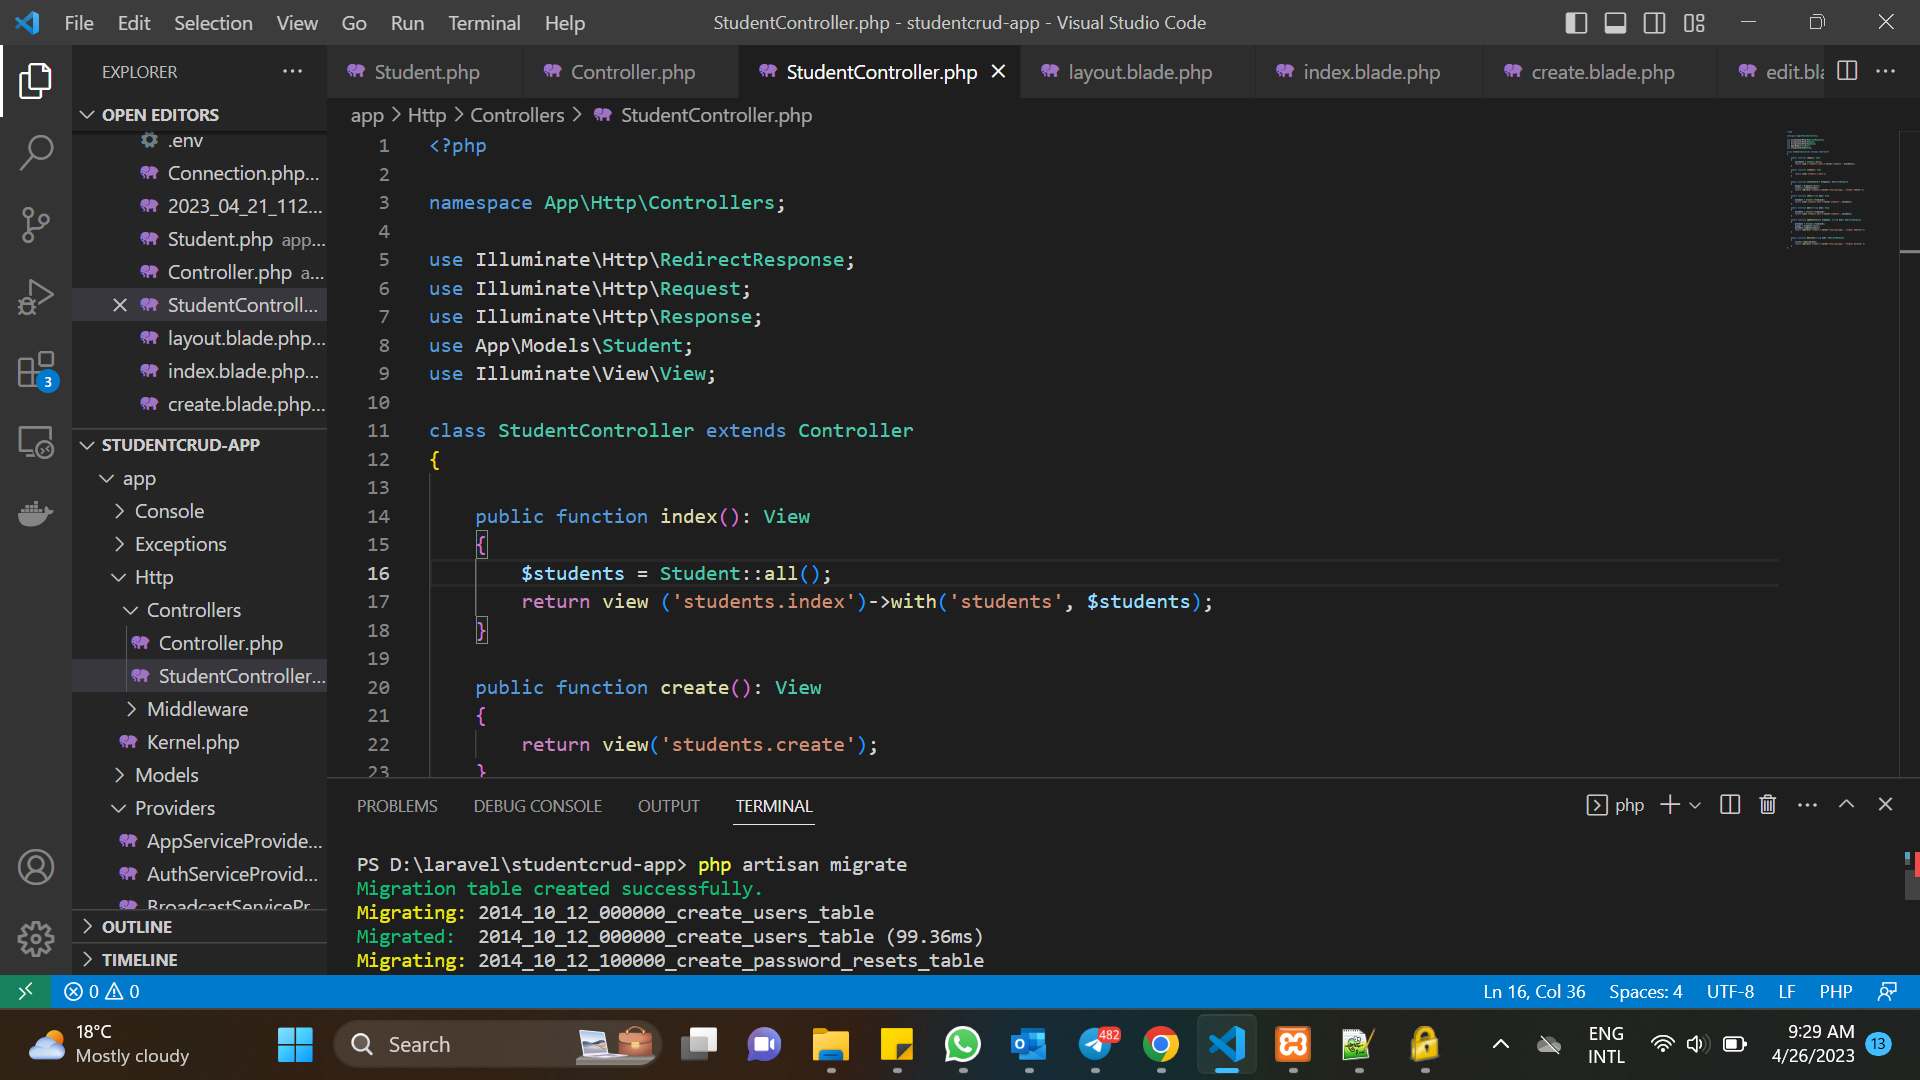 File Edit Selection View Go Run Terminal Help
StudentController.php - studentcrud-app - Visual Studio Code
EXPLORER
OPEN EDITORS
.env
Connection.php...
2023_04_21_112...
Student.php app...
Controller.php a...
StudentControll...
layout.blade.php...
index.blade.php...
create.blade.php...
STUDENTCRUD-APP
app
Console
Exceptions
Http
Controllers
Controller.php
StudentController...
Middleware
Kernel.php
Models
Providers
AppServiceProvide...
AuthServiceProvid...
BroadcastServicePr
OUTLINE
TIMELINE
3
Student.php Controller.php StudentController.php layout.blade.php index.blade.php create.blade.php edit.bla
app > Http > Controllers > StudentController.php
1 <?php
2
3 namespace App\Http\Controllers;
4
5 use Illuminate\Http\RedirectResponse;
6 use Illuminate\Http\Request;
7 use Illuminate\Http\Response;
8 use App\Models\Student;
9 use Illuminate\View\View;
10
11 class StudentController extends Controller
12 {
13
14 public function index(): View
15 {
16 $students = Student::all();
17 return view ('students.index')->with('students', $students);
18 }
19
20 public function create(): View
21 {
22 return view('students.create');
23 }
PROBLEMS DEBUG CONSOLE OUTPUT TERMINAL
php
PS D:\laravel\studentcrud-app> php artisan migrate
Migration table created successfully.
Migrating: 2014_10_12_000000_create_users_table
Migrated: 2014_10_12_000000_create_users_table (99.36ms)
Migrating: 2014_10_12_100000_create_password_resets_table
0 0
Ln 16, Col 36 Spaces: 4 UTF-8 LF PHP
18°C
Mostly cloudy
Search
482
ENG
INTL
9:29 AM
4/26/2023
13